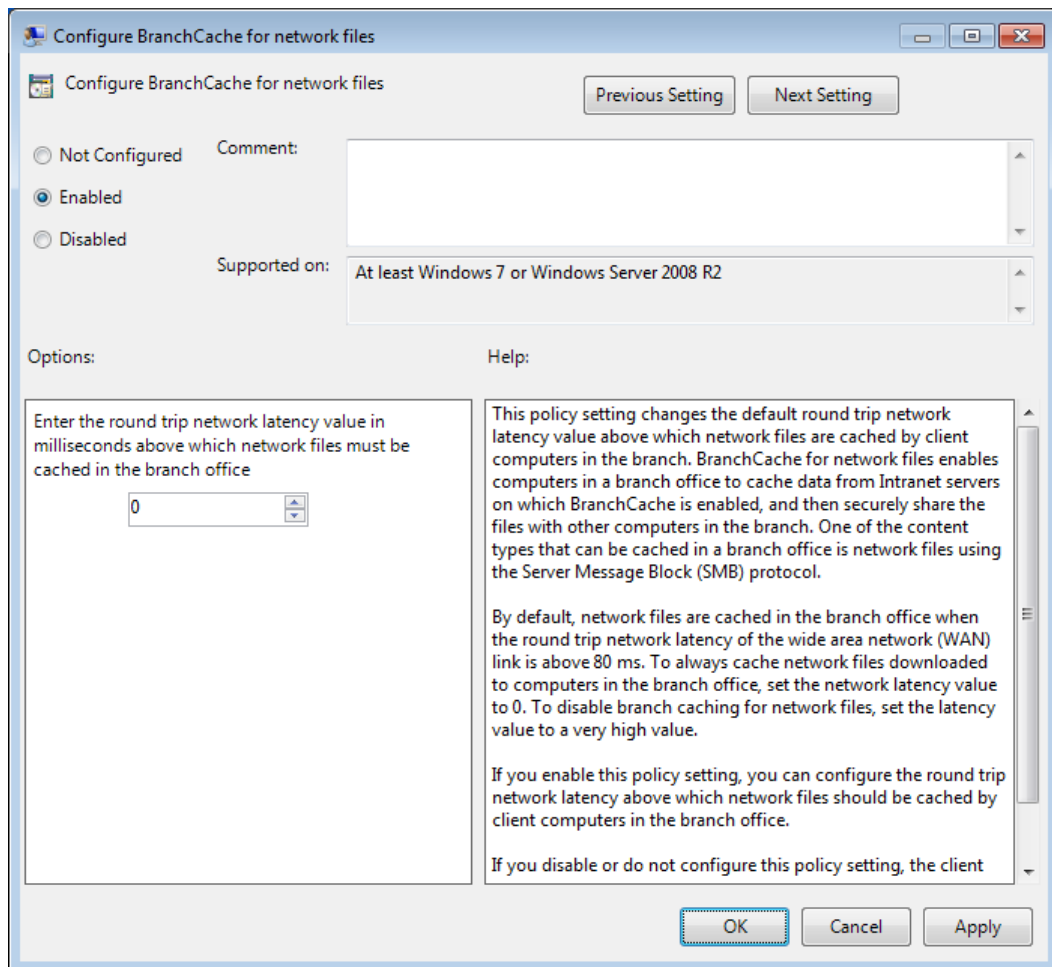 Configure BranchCache for network files
Configure BranchCache for network files
Previous Setting
Next Setting
Not Configured
Comment:
Enabled
Disabled
Supported on:
At least Windows 7 or Windows Server 2008 R2
Options:
Help:
Enter the round trip network latency value in
milliseconds above which network files must be
cached in the branch office
0
This policy setting changes the default round trip network
latency value above which network files are cached by client
computers in the branch. BranchCache for network files enables
computers in a branch office to cache data from Intranet servers
on which BranchCache is enabled, and then securely share the
files with other computers in the branch. One of the content
types that can be cached in a branch office is network files using
the Server Message Block (SMB) protocol.
By default, network files are cached in the branch office when
the round trip network latency of the wide area network (WAN)
link is above 80 ms. To always cache network files downloaded
to computers in the branch office, set the network latency value
to 0. To disable branch caching for network files, set the latency
value to a very high value.
If you enable this policy setting, you can configure the round trip
network latency above which network files should be cached by
client computers in the branch office.
If you disable or do not configure this policy setting, the client
OK
Cancel
Apply